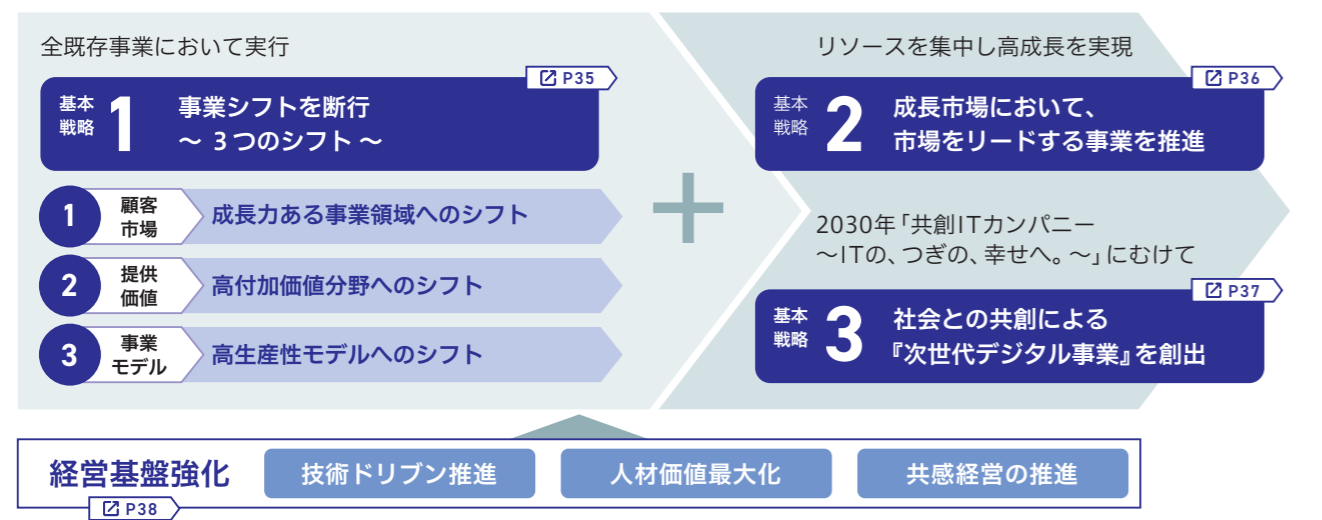 全既存事業において実行
P35
基本
戦略
1
事業シフトを断行
～ 3つのシフト ～
1
顧客
市場
成長力ある事業領域へのシフト
2
提供
価値
高付加価値分野へのシフト
3
事業
モデル
高生産性モデルへのシフト
リソースを集中し高成長を実現
P36
基本
戦略
2
成長市場において、
市場をリードする事業を推進
2030年「共創ITカンパニー
～ITの、つぎの、幸せへ。～」にむけて
P37
基本
戦略
3
社会との共創による
『次世代デジタル事業』を創出
経営基盤強化
P38
技術ドリブン推進
人材価値最大化
共感経営の推進